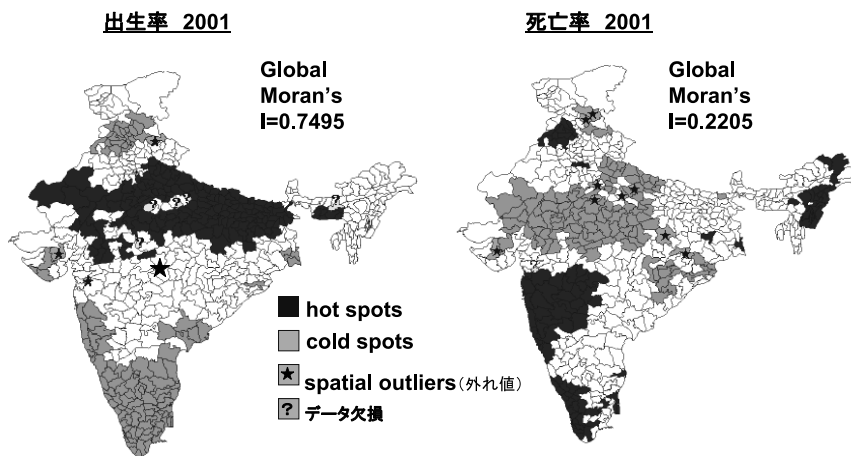 出生率 2001
Global
Moran's
I=0.7495
死亡率 2001
Global
Moran's
I=0.2205
hot spots
cold spots
★ spatial outliers(外れ値)
? データ欠損